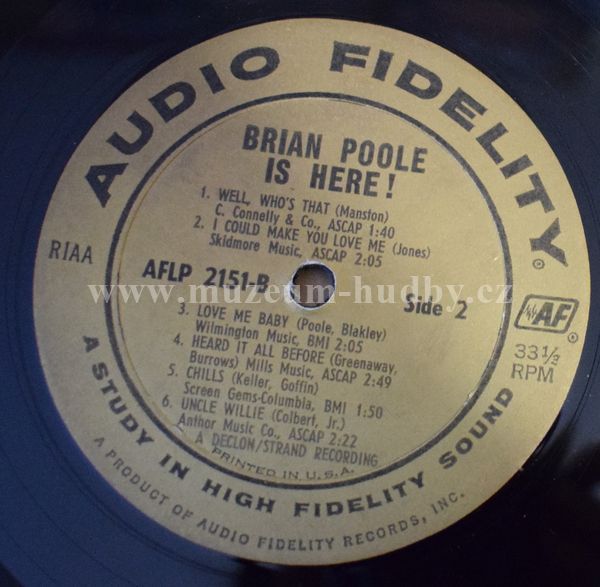 AUDIO FIDELITY®
BRIAN POOLE
IS HERE!
1. WELL, WHO'S THAT (Manston)
C. Connelly & Co., ASCAP 1:40
2. I COULD MAKE YOU LOVE ME (Jones)
Skidmore Music, ASCAP 2:05
RIAA
AFLP 2151-B
Side 2
www.muzeum-hudby.cz
AF®
33 1/3
RPM
3. LOVE ME BABY (Poole, Blakley)
Wilmington Music, BMI 2:05
4. HEARD IT ALL BEFORE (Greenaway,
Burrows) Mills Music, ASCAP 2:49
5. CHILLS (Keller, Goffin)
Screen Gems-Columbia, BMI 1:50
6. UNCLE WILLIE (Colbert, Jr.)
Anthor Music Co., ASCAP 2:22
A DECLON/STRAND RECORDING
PRINTED IN U.S.A.
A STUDY IN HIGH FIDELITY SOUND
A PRODUCT OF AUDIO FIDELITY RECORDS, INC.